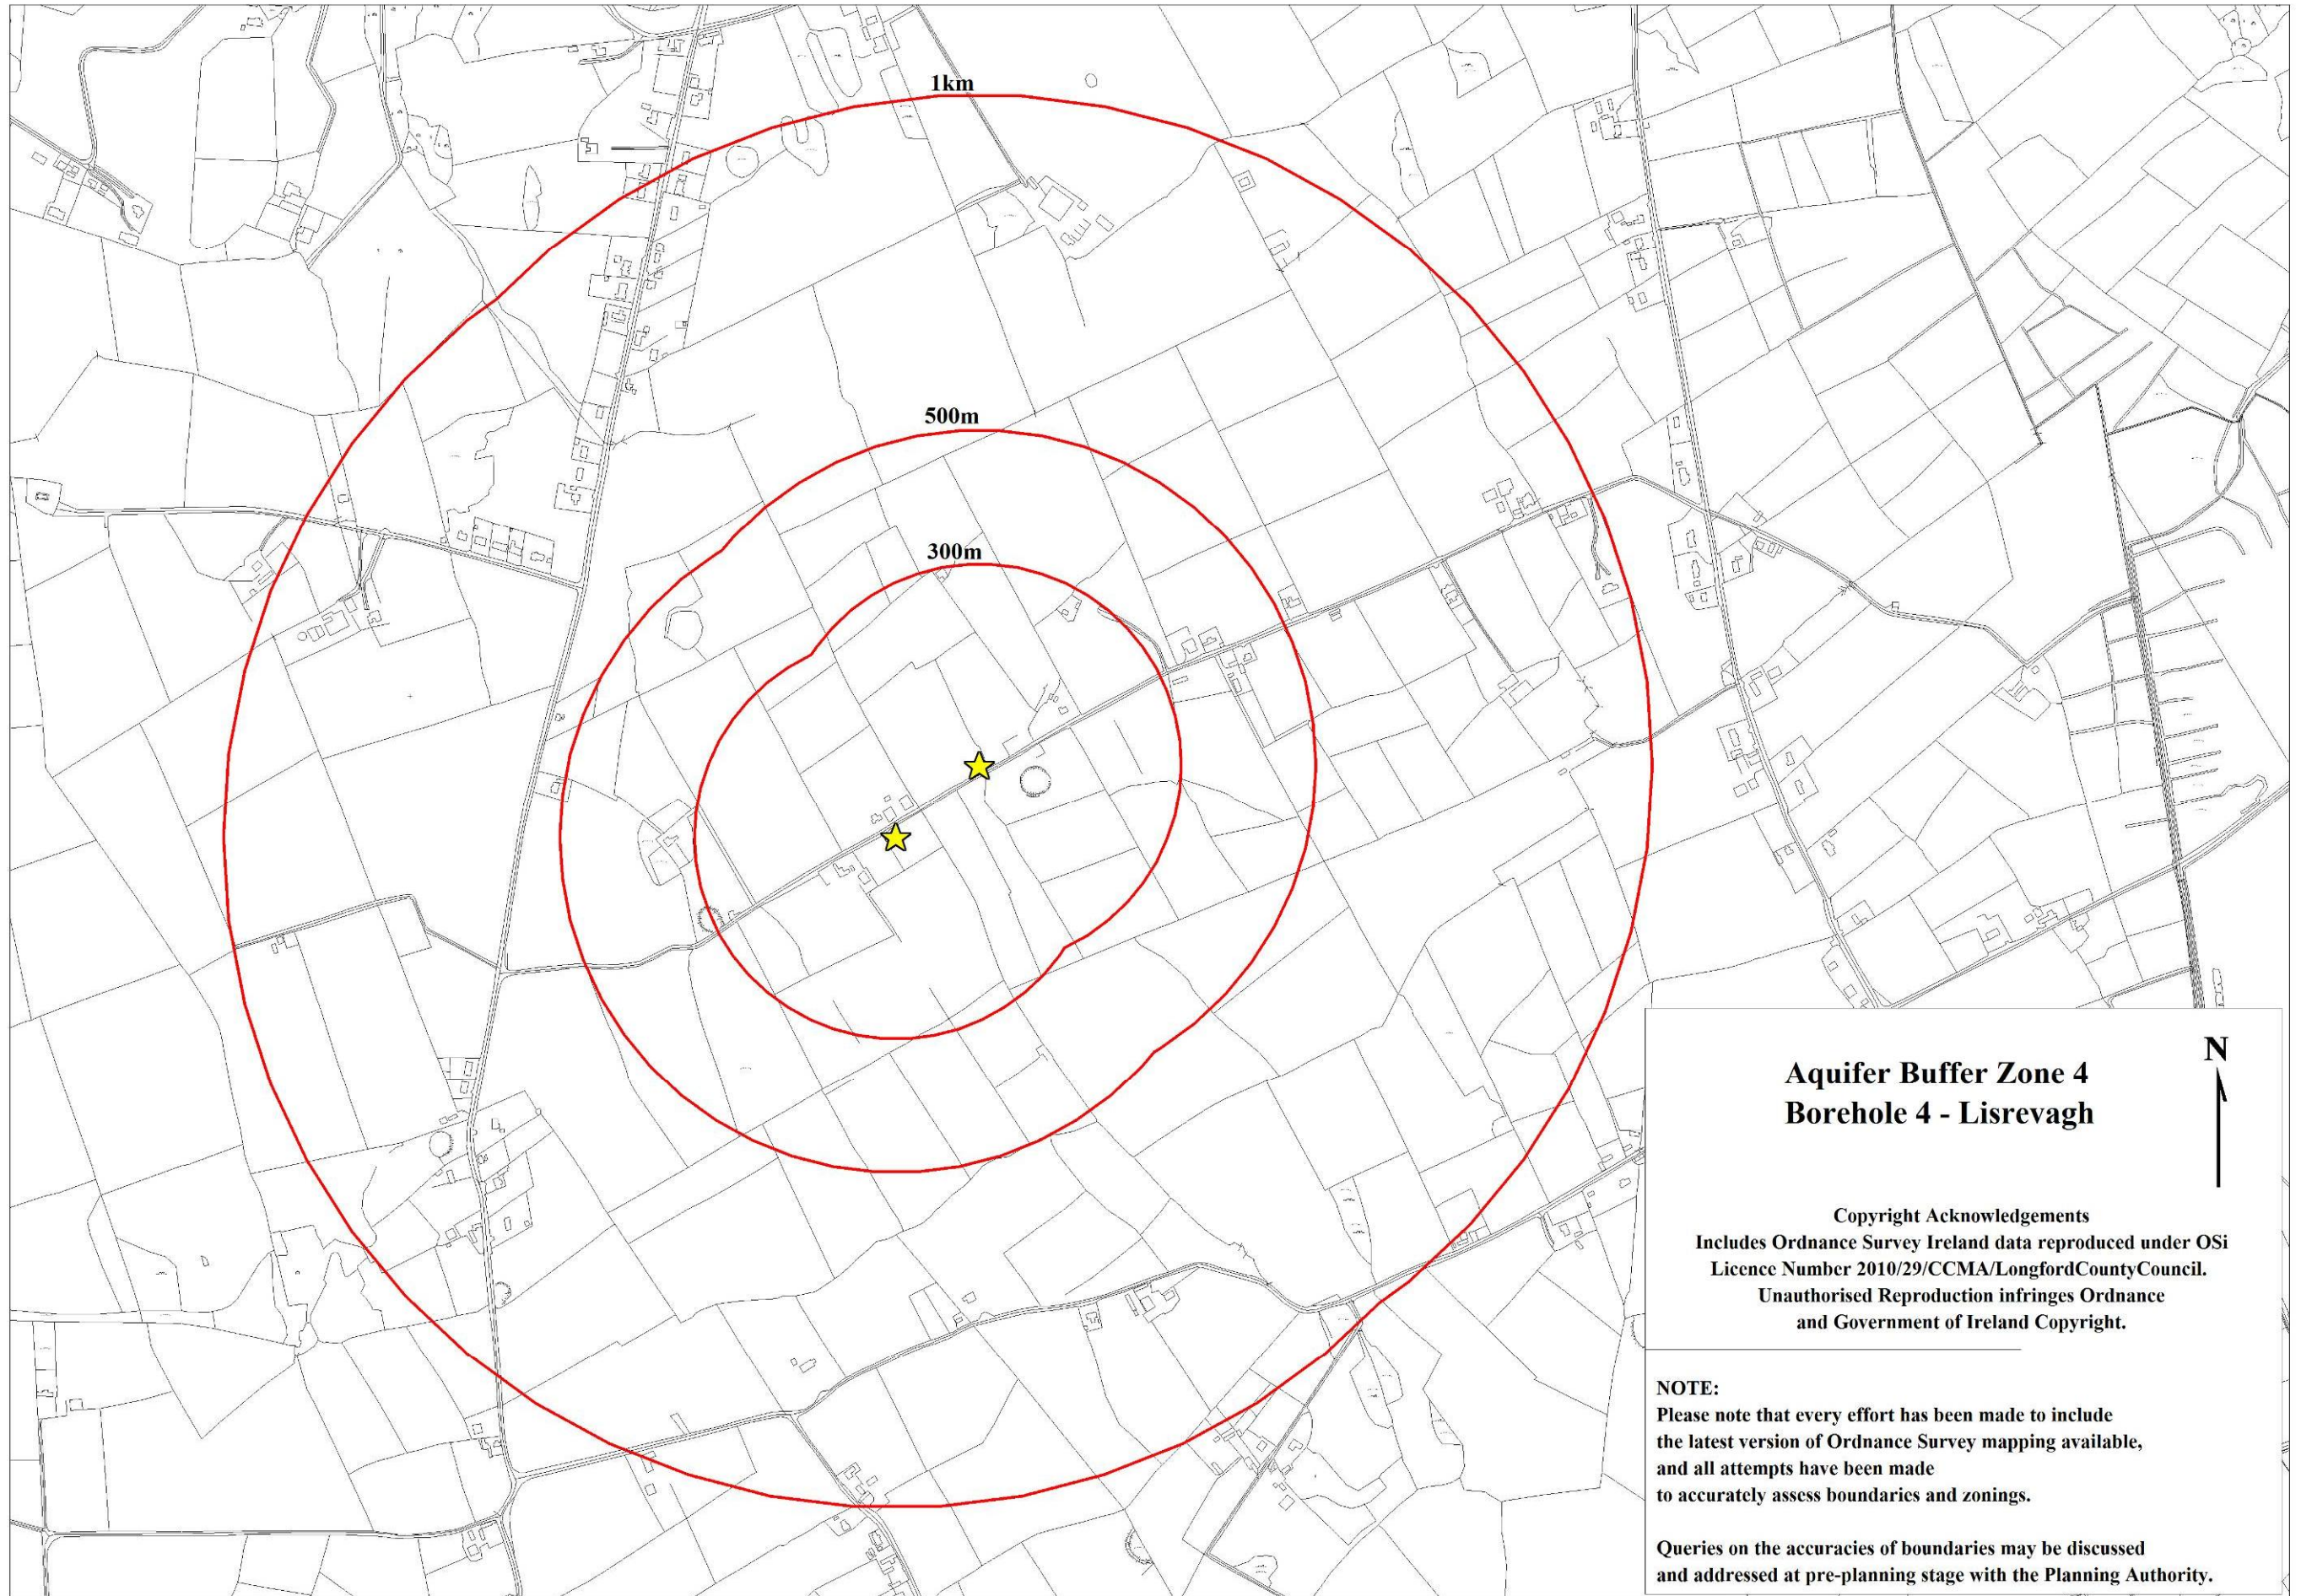 1km
500m
300m
Aquifer Buffer Zone 4
Borehole 4 - Lisrevagh
N
Copyright Acknowledgements
Includes Ordnance Survey Ireland data reproduced under OSi
Licence Number 2010/29/CCMA/LongfordCountyCouncil.
Unauthorised Reproduction infringes Ordnance
and Government of Ireland Copyright.
NOTE:
Please note that every effort has been made to include
the latest version of Ordnance Survey mapping available,
and all attempts have been made
to accurately assess boundaries and zonings.
Queries on the accuracies of boundaries may be discussed
and addressed at pre-planning stage with the Planning Authority.